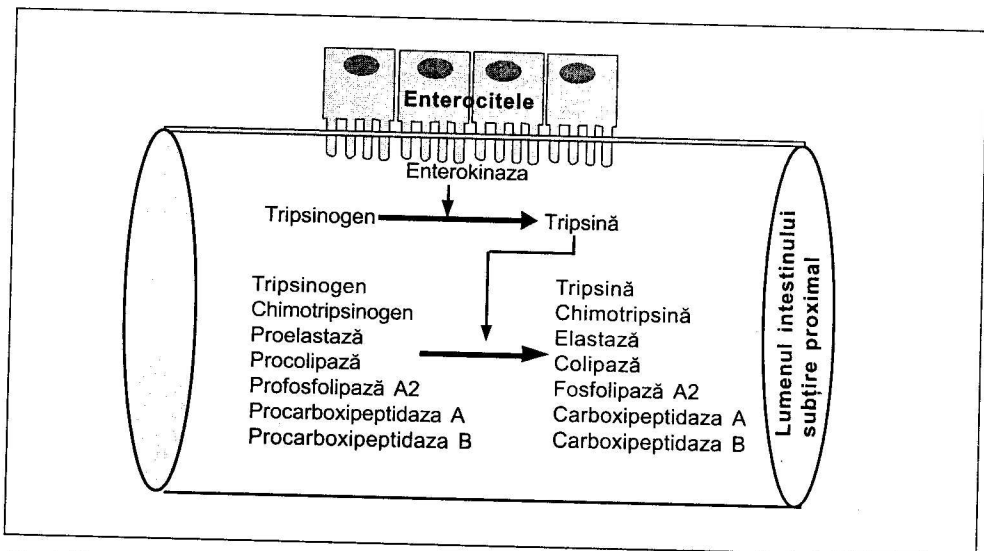 Enterocitele
Enterokinaza
Tripsinogen
Tripsină
Tripsinogen
Chimotripsinogen
Proelastază
Procolipază
Profosfolipază A2
Procarboxipeptidaza A
Procarboxipeptidaza B
Tripsină
Chimotripsină
Elastază
Colipază
Fosfolipază A2
Carboxipeptidaza A
Carboxipeptidaza B
Lumenul intestinului
subțire proximal